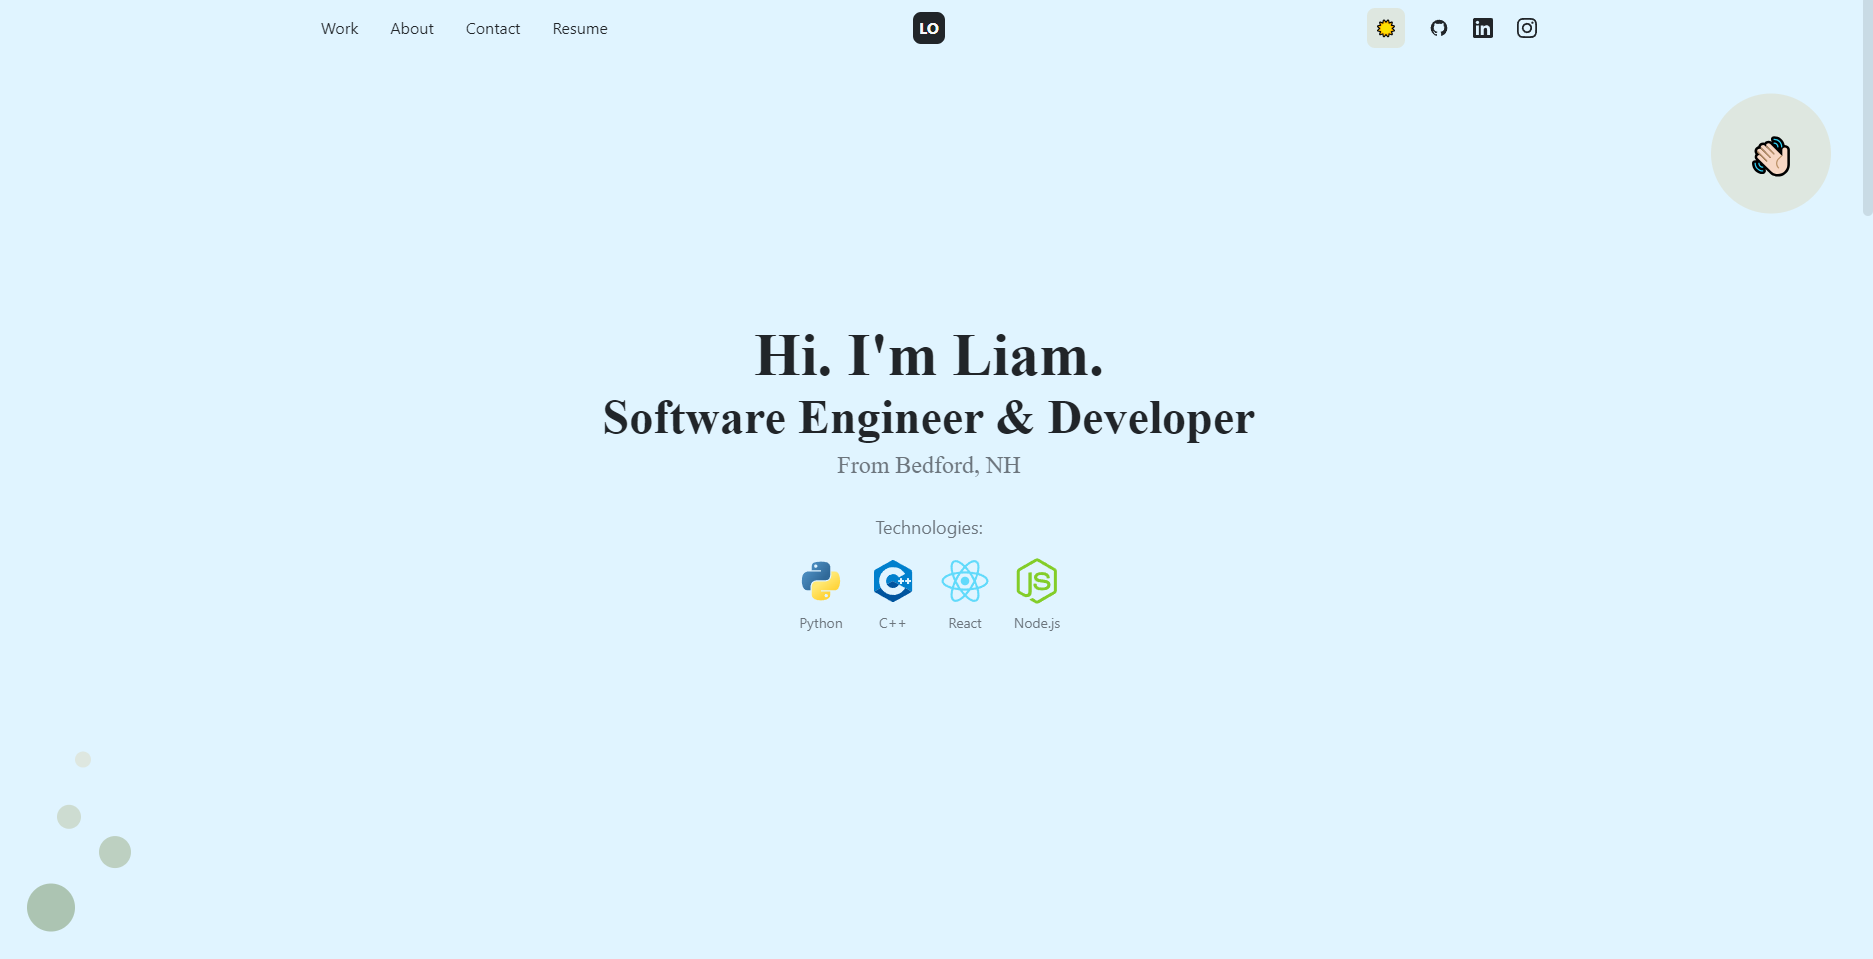 Work About Contact Resume LO
Hi. I'm Liam.
Software Engineer & Developer
From Bedford, NH
Technologies:
Python C++ React Node.js